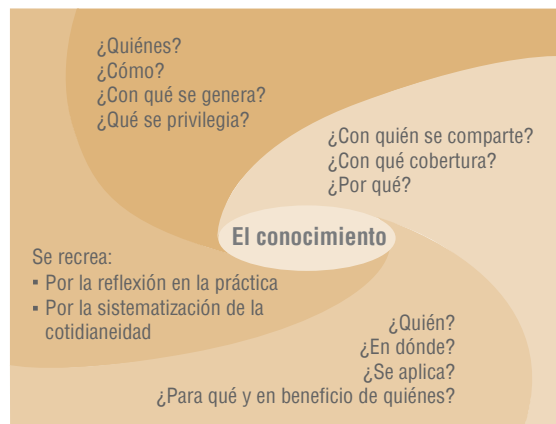 ¿Quiénes?
¿Cómo?
¿Con qué se genera?
¿Qué se privilegia?
¿Con quién se comparte?
¿Con qué cobertura?
¿Por qué?
El conocimiento
Se recrea:
▪ Por la reflexión en la práctica
▪ Por la sistematización de la
cotidianeidad
¿Quién?
¿En dónde?
¿Se aplica?
¿Para qué y en beneficio de quiénes?